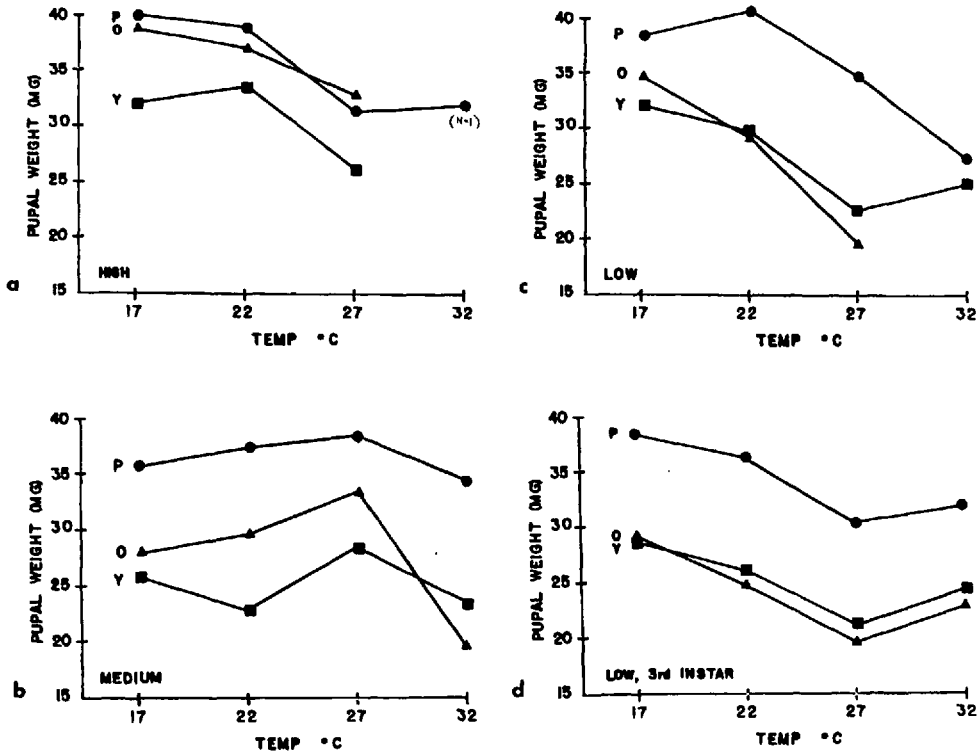 40
35
30
25
20
15
PUPAL WEIGHT (MG)
P
O
Y
(N=1)
HIGH
a
17 22 27 32
TEMP °C
40
35
30
25
20
15
PUPAL WEIGHT (MG)
P
O
Y
LOW
c
17 22 27 32
TEMP °C
40
35
30
25
20
15
PUPAL WEIGHT (MG)
P
O
Y
MEDIUM
b
17 22 27 32
TEMP °C
40
35
30
25
20
15
PUPAL WEIGHT (MG)
P
O
Y
LOW, 3rd INSTAR
d
17 22 27 32
TEMP °C